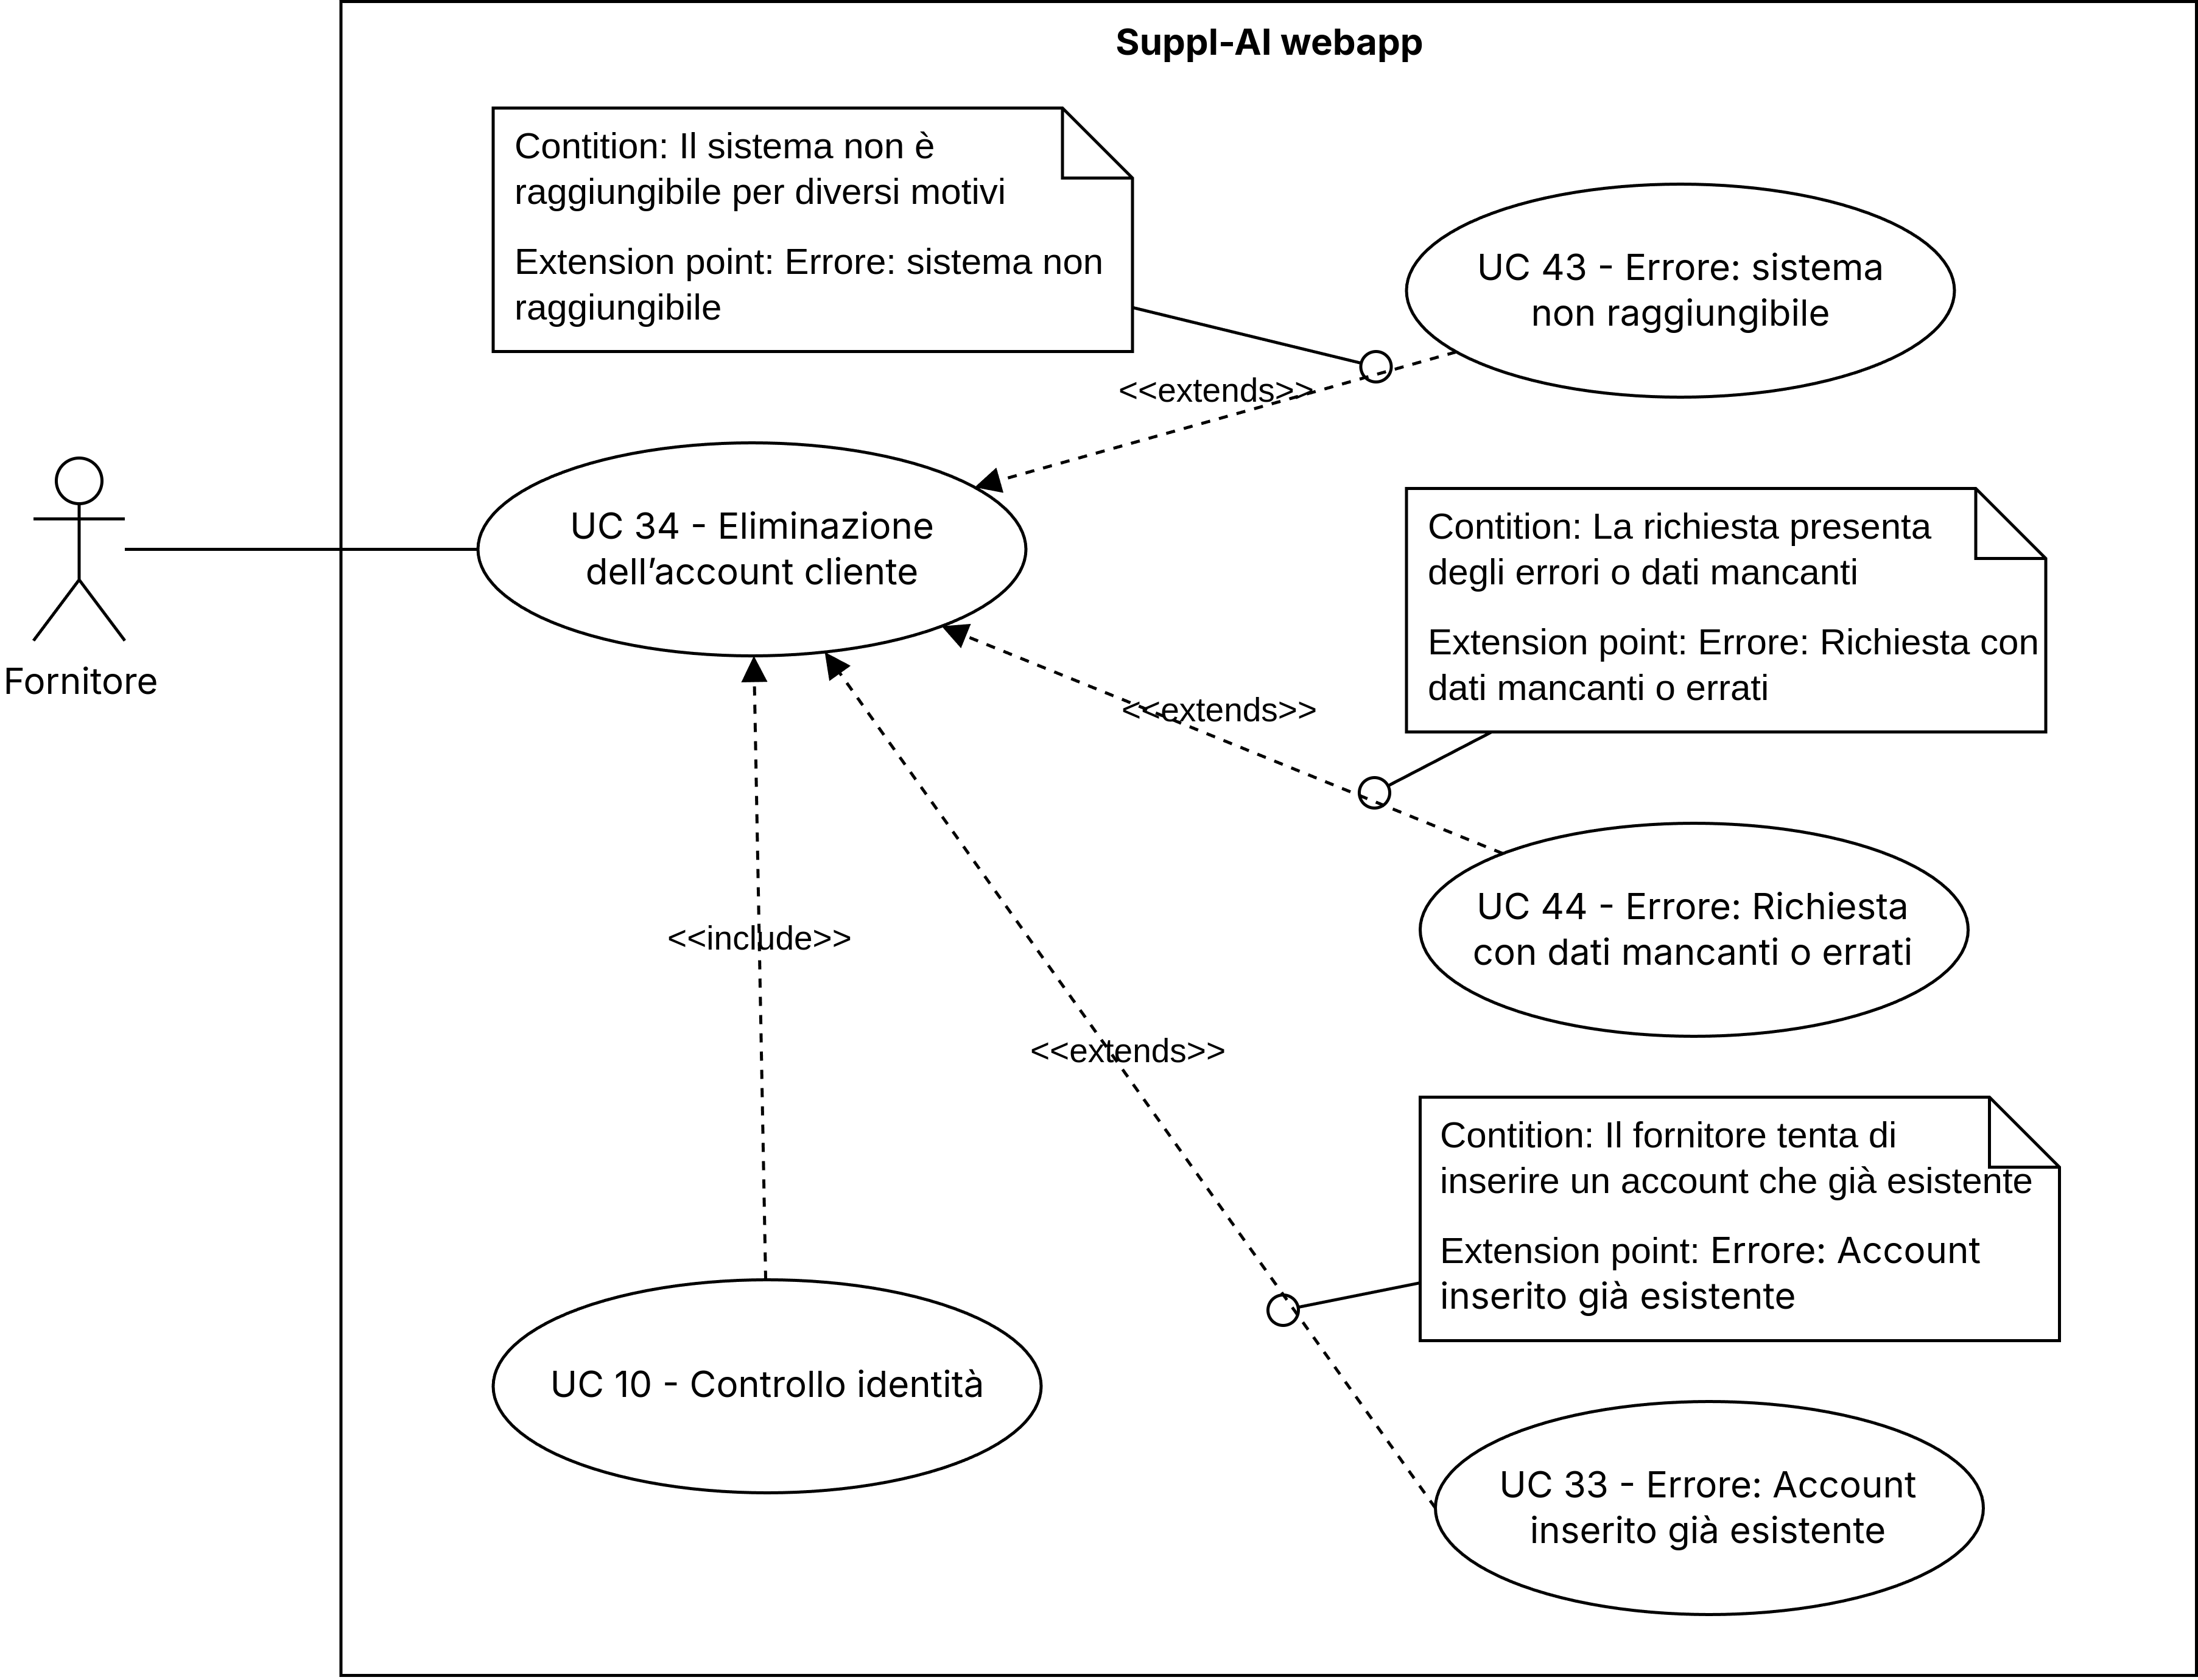 Suppl-AI webapp
Contition: Il sistema non è
raggiungibile per diversi motivi
Extension point: Errore: sistema non
raggiungibile
UC 43 - Errore: sistema
non raggiungibile
<<extends>>
Fornitore
UC 34 - Eliminazione
dell’account cliente
Contition: La richiesta presenta
degli errori o dati mancanti
Extension point: Errore: Richiesta con
dati mancanti o errati
<<extends>>
UC 44 - Errore: Richiesta
con dati mancanti o errati
<<include>>
<<extends>>
Contition: Il fornitore tenta di
inserire un account che già esistente
Extension point: Errore: Account
inserito già esistente
UC 10 - Controllo identità
UC 33 - Errore: Account
inserito già esistente